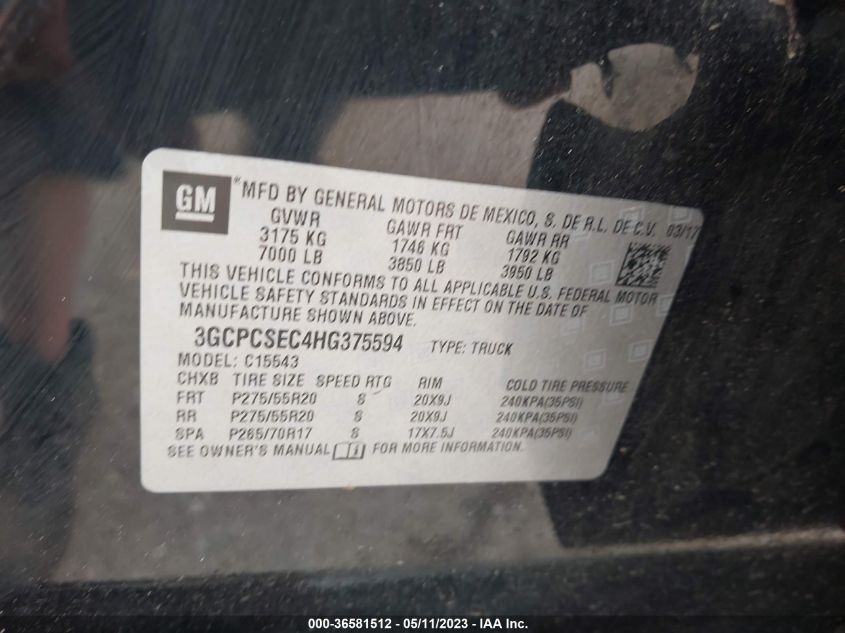 GM
*MFD BY GENERAL MOTORS DE MEXICO, S. DE R.L. DE C.V. 03/17
GVWR GAWR FRT GAWR RR
3175 KG 1746 KG 1792 KG
7000 LB 3850 LB 3950 LB
THIS VEHICLE CONFORMS TO ALL APPLICABLE U.S. FEDERAL MOTOR
VEHICLE SAFETY STANDARDS IN EFFECT ON THE DATE OF
MANUFACTURE SHOWN ABOVE.
3GCPCSEC4HG375594 TYPE: TRUCK
MODEL: C15543
CHXB TIRE SIZE SPEED RTG RIM COLD TIRE PRESSURE
FRT P275/55R20 S 20X9J 240KPA(35PSI)
RR P275/55R20 S 20X9J 240KPA(35PSI)
SPA P265/70R17 S 17X7.5J 240KPA(35PSI)
SEE OWNER'S MANUAL FOR MORE INFORMATION.
000-36581512 - 05/11/2023 - IAA Inc.